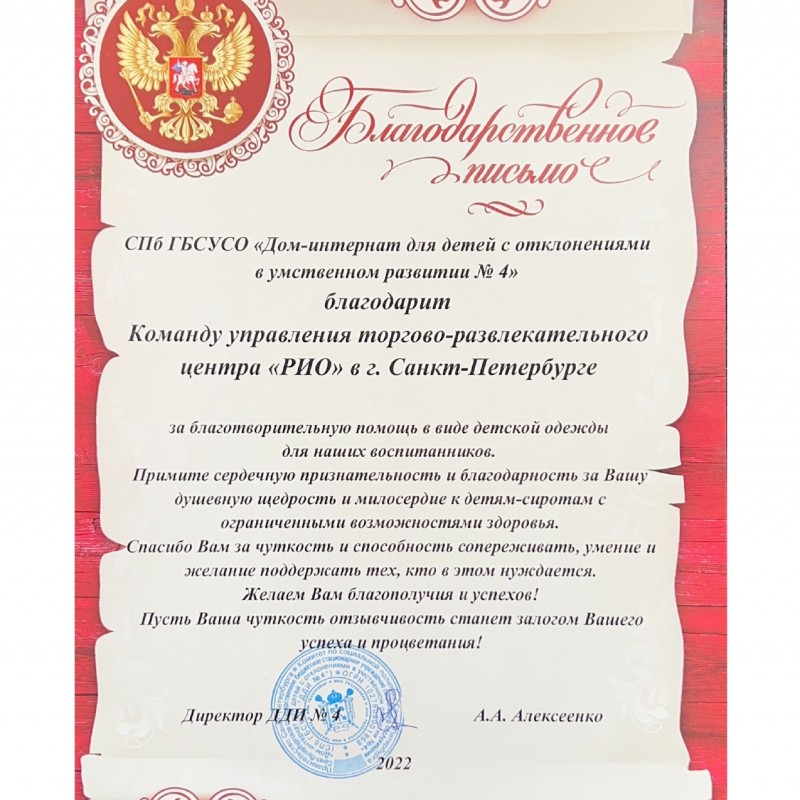 Благодарственное
письмо
СПб ГБСУСО «Дом-интернат для детей с отклонениями
в умственном развитии № 4»
благодарит
Команду управления торгово-развлекательного
центра «РИО» в г. Санкт-Петербурге
за благотворительную помощь в виде детской одежды
для наших воспитанников.
Примите сердечную признательность и благодарность за Вашу
душевную щедрость и милосердие к детям-сиротам с
ограниченными возможностями здоровья.
Спасибо Вам за чуткость и способность сопереживать, умение и
желание поддержать тех, кто в этом нуждается.
Желаем Вам благополучия и успехов!
Пусть Ваша чуткость отзывчивость станет залогом Вашего
успеха и процветания!
Директор ДДИ № 4 А.А. Алексеенко
2022